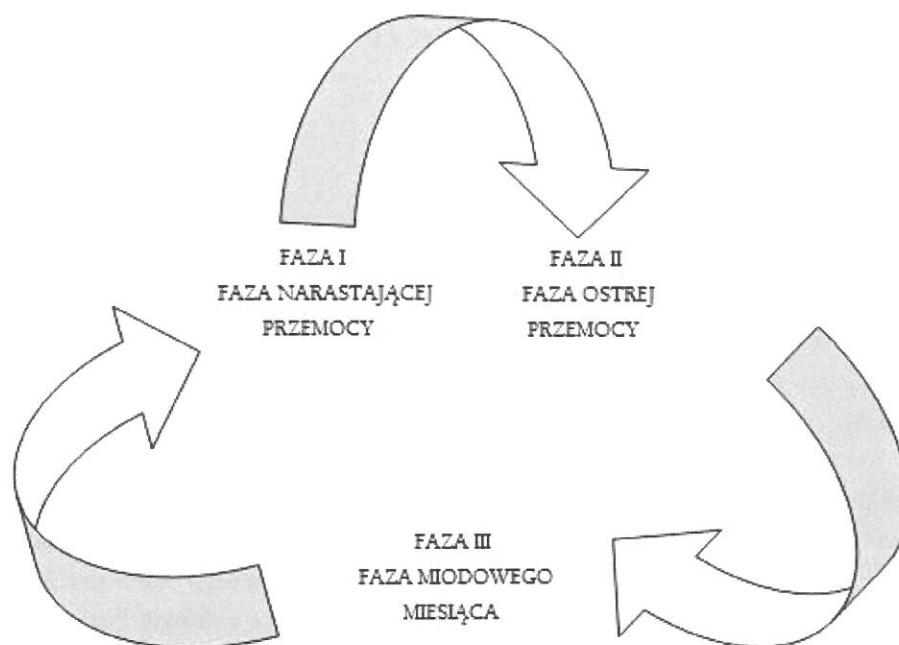 FAZA I
FAZA NARASTAJĄCEJ
PRZEMOCY
FAZA II
FAZA OSTREJ
PRZEMOCY
FAZA III
FAZA MIODOWEGO
MIESIĄCA